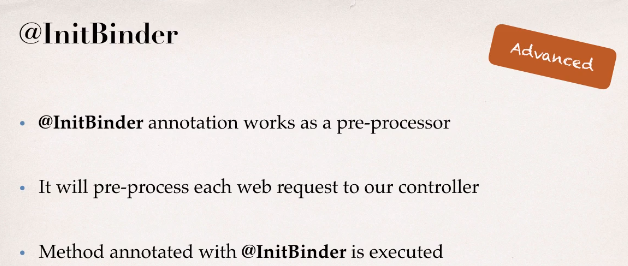 @InitBinder
Advanced
• @InitBinder annotation works as a pre-processor
• It will pre-process each web request to our controller
• Method annotated with @InitBinder is executed